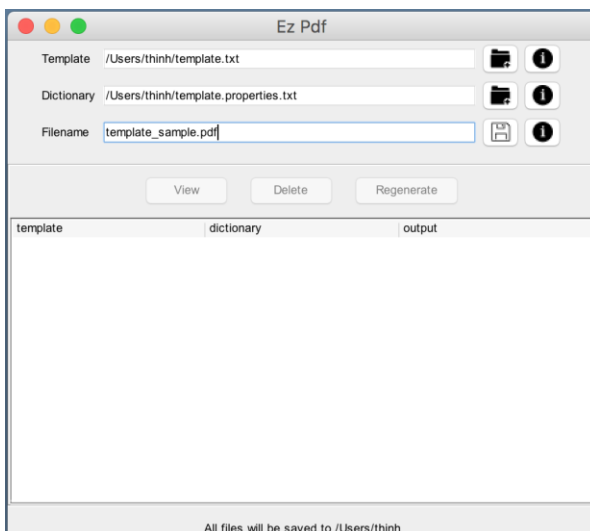 Ez Pdf
Template /Users/thinh/template.txt
Dictionary /Users/thinh/template.properties.txt
Filename template_sample.pdf
View Delete Regenerate
template dictionary output
All files will be saved to /Users/thinh